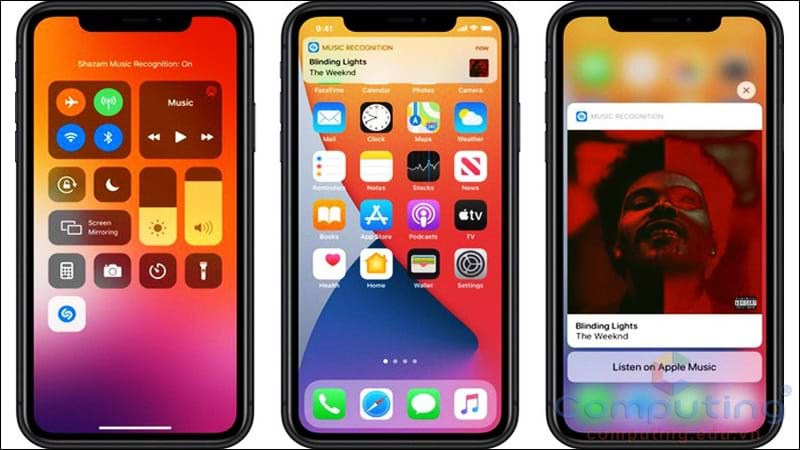 Shazam Music Recognition: On
Music
Screen
Mirroring
9:41
MUSIC RECOGNITION
now
Blinding Lights
The Weeknd
FaceTime
Calendar
Photos
Camera
Mail
Clock
Maps
Weather
Reminders
Notes
Stocks
News
Books
App Store
Podcasts
tv
TV
Health
Home
Wallet
Settings
MUSIC RECOGNITION
Blinding Lights
The Weeknd
Listen on Apple Music
Computing®
computing.edu.vn